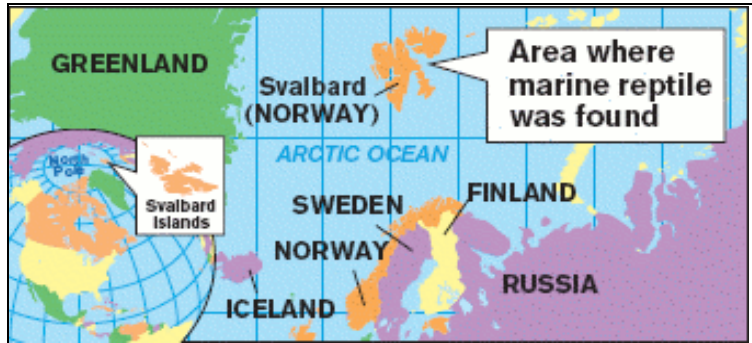 GREENLAND
Svalbard
(NORWAY)
Area where
marine reptile
was found
North
Pole
Svalbard
Islands
ARCTIC OCEAN
SWEDEN
FINLAND
NORWAY
ICELAND
RUSSIA